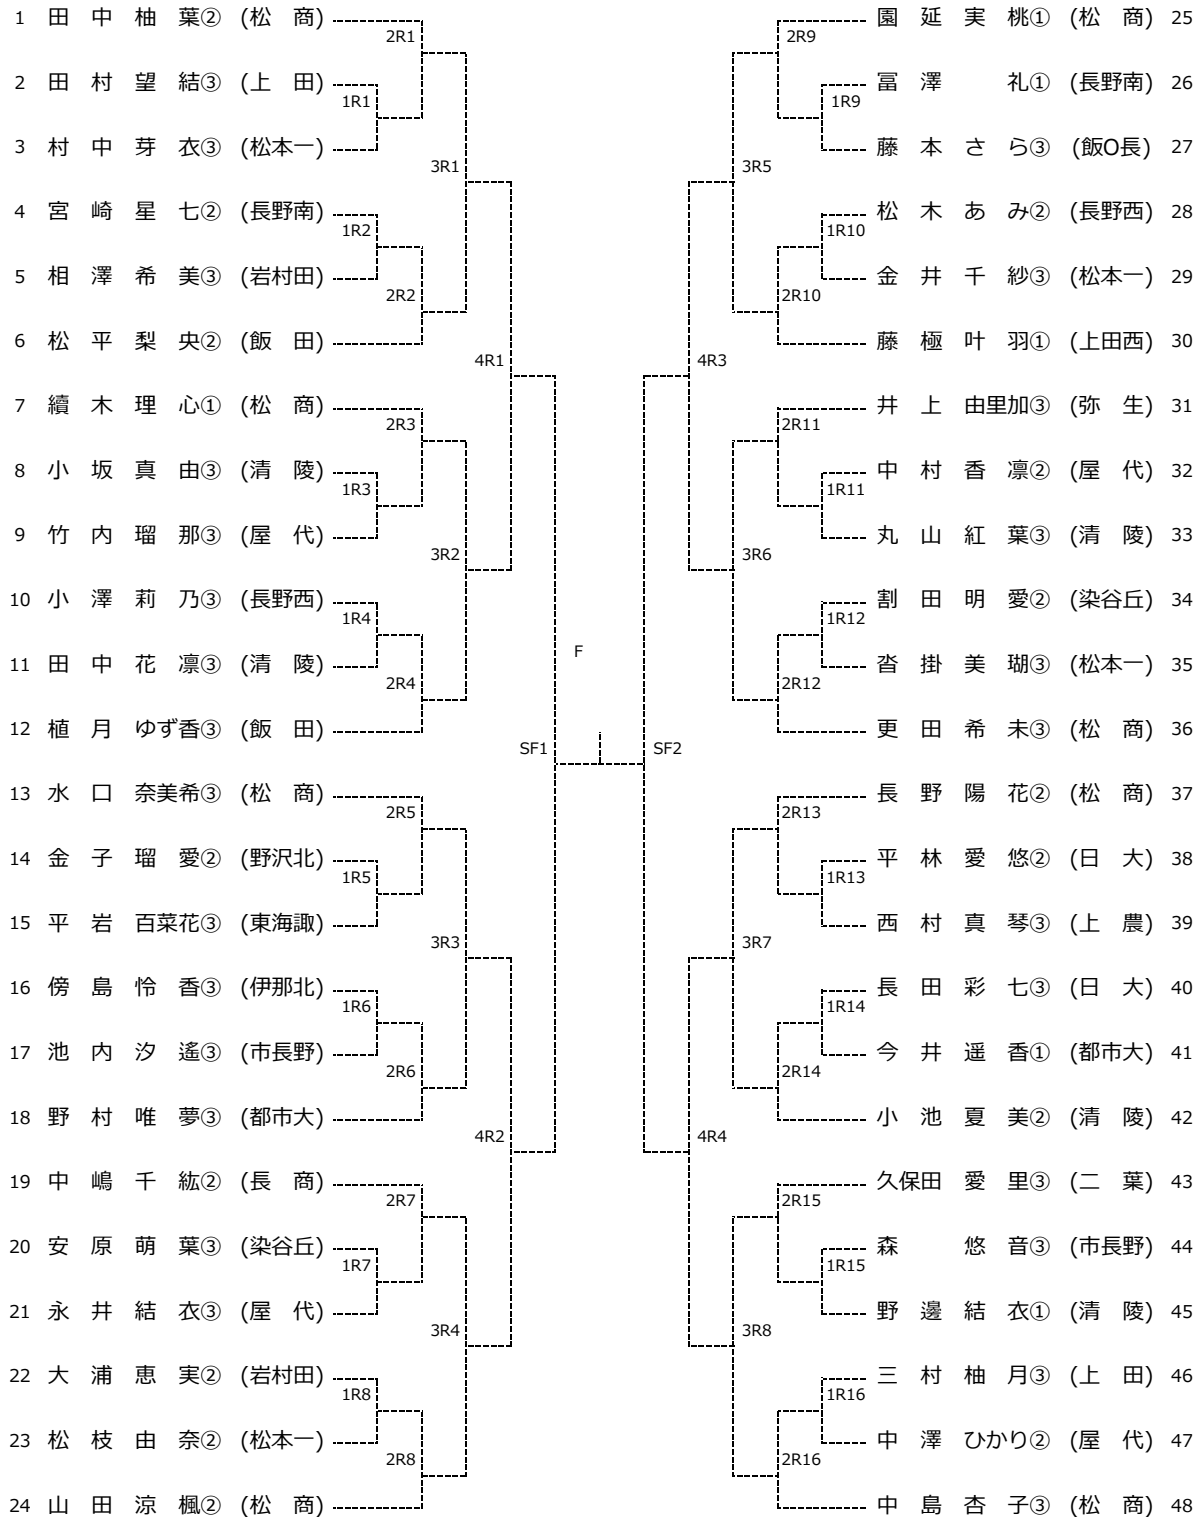 1 田中柚葉② (松商)
2R1
2 田村望結③ (上田)
1R1
3 村中芽衣③ (松本一)
3R1
4 宮崎星七② (長野南)
1R2
5 相澤希美③ (岩村田)
2R2
6 松平梨央② (飯田)
4R1
7 續木理心① (松商)
2R3
8 小坂真由③ (清陵)
1R3
9 竹内瑠那③ (屋代)
3R2
10 小澤莉乃③ (長野西)
1R4
11 田中花凛③ (清陵)
2R4
12 植月ゆず香③ (飯田)
SF1
13 水口奈美希③ (松商)
2R5
14 金子瑠愛② (野沢北)
1R5
15 平岩百菜花③ (東海諏)
3R3
16 傍島怜香③ (伊那北)
1R6
17 池内汐遙③ (市長野)
2R6
18 野村唯夢③ (都市大)
4R2
19 中嶋千紘② (長商)
2R7
20 安原萌葉③ (染谷丘)
1R7
21 永井結衣③ (屋代)
3R4
22 大浦恵実② (岩村田)
1R8
23 松枝由奈② (松本一)
2R8
24 山田涼楓② (松商)
F
園延実桃① (松商) 25
2R9
冨澤礼① (長野南) 26
1R9
藤本さら③ (飯O長) 27
3R5
松木あみ② (長野西) 28
1R10
金井千紗③ (松本一) 29
2R10
藤極叶羽① (上田西) 30
4R3
井上由里加③ (弥生) 31
2R11
中村香凛② (屋代) 32
1R11
丸山紅葉③ (清陵) 33
3R6
割田明愛② (染谷丘) 34
1R12
沓掛美瑚③ (松本一) 35
2R12
更田希未③ (松商) 36
SF2
長野陽花② (松商) 37
2R13
平林愛悠② (日大) 38
1R13
西村真琴③ (上農) 39
3R7
長田彩七③ (日大) 40
1R14
今井遥香① (都市大) 41
2R14
小池夏美② (清陵) 42
4R4
久保田愛里③ (二葉) 43
2R15
森悠音③ (市長野) 44
1R15
野邊結衣① (清陵) 45
3R8
三村柚月③ (上田) 46
1R16
中澤ひかり② (屋代) 47
2R16
中島杏子③ (松商) 48